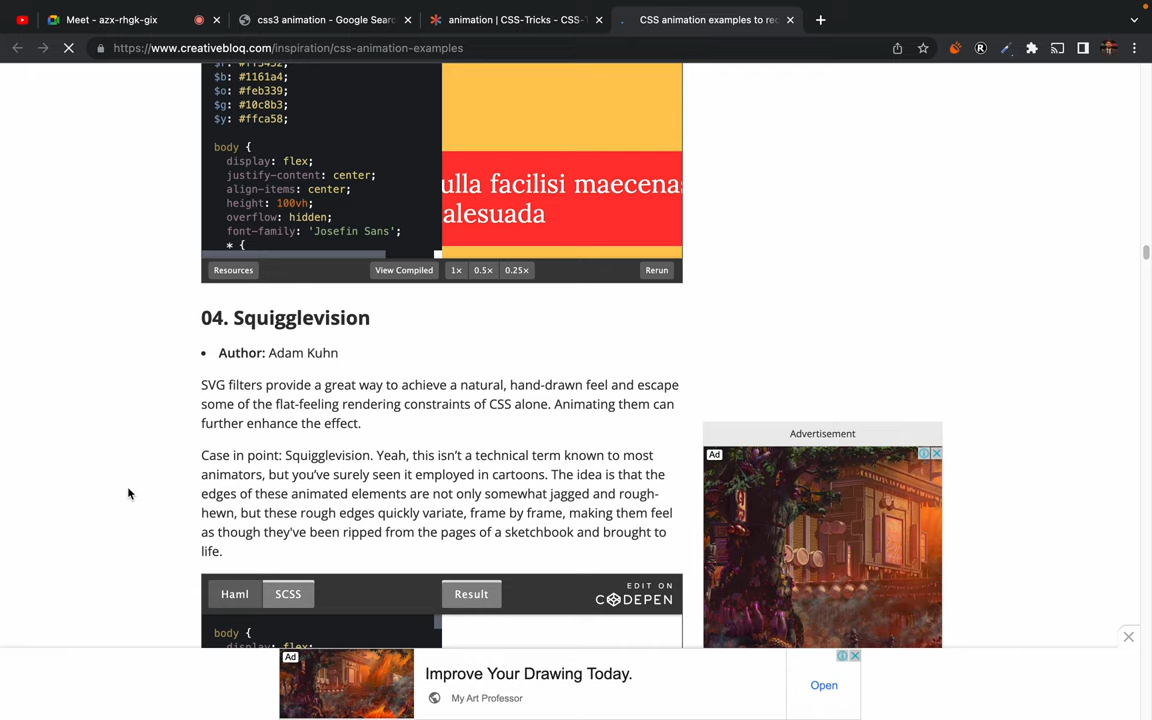 Meet - azx-rhgk-gix
css3 animation - Google Searc
animation | CSS-Tricks - CSS-T
CSS animation examples to rec
https://www.creativebloq.com/inspiration/css-animation-examples
$b: #1161a4;
$o: #feb339;
$g: #10c8b3;
$y: #ffca58;
body {
display: flex;
justify-content: center;
align-items: center;
height: 100vh;
overflow: hidden;
font-family: 'Josefin Sans';
* {
ulla facilisi maecenas
alesuada
Resources
View Compiled
1×
0.5×
0.25×
Rerun
04. Squigglevision
• Author: Adam Kuhn
SVG filters provide a great way to achieve a natural, hand-drawn feel and escape
some of the flat-feeling rendering constraints of CSS alone. Animating them can
further enhance the effect.
Case in point: Squigglevision. Yeah, this isn't a technical term known to most
animators, but you've surely seen it employed in cartoons. The idea is that the
edges of these animated elements are not only somewhat jagged and rough-
hewn, but these rough edges quickly variate, frame by frame, making them feel
as though they've been ripped from the pages of a sketchbook and brought to
life.
Advertisement
Ad
Haml
SCSS
Result
EDIT ON
CODEPEN
body {
display: flex;
Ad
Improve Your Drawing Today.
My Art Professor
Open